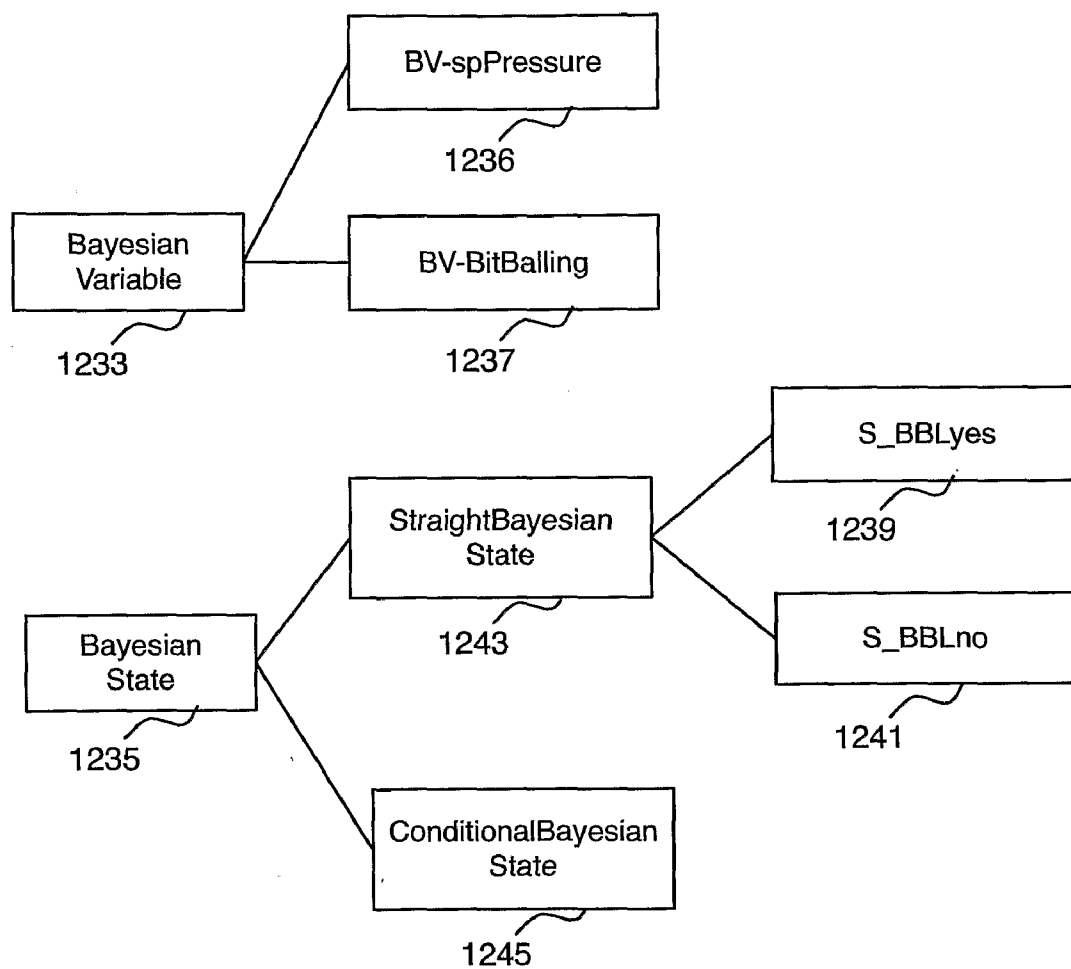 BV-spPressure
1236
Bayesian
Variable
1233
BV-BitBalling
1237
S_BBLyes
1239
StraightBayesian
State
1243
S_BBLno
1241
Bayesian
State
1235
ConditionalBayesian
State
1245